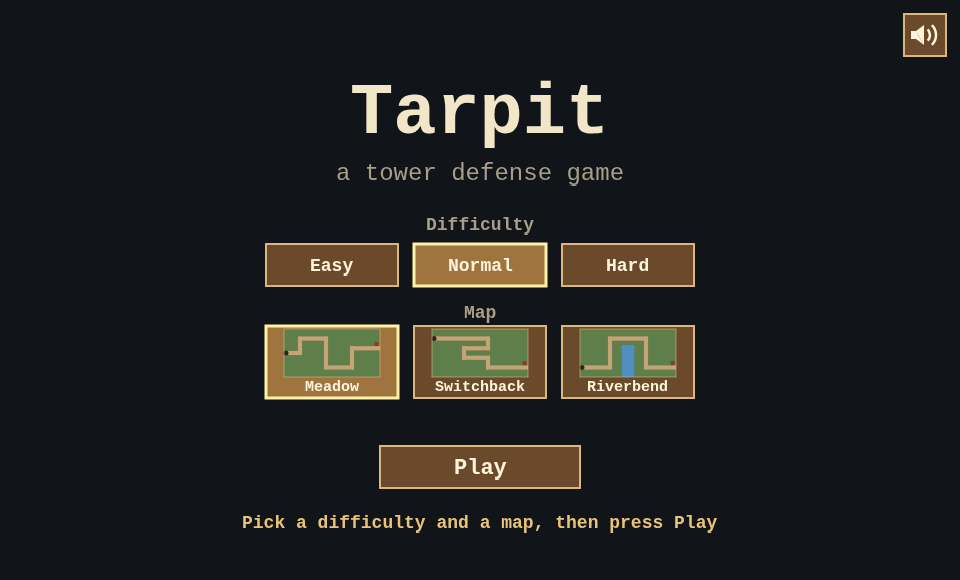 Tarpit
a tower defense game
Difficulty
Easy Normal Hard
Map
Meadow Switchback Riverbend
Play
Pick a difficulty and a map, then press Play